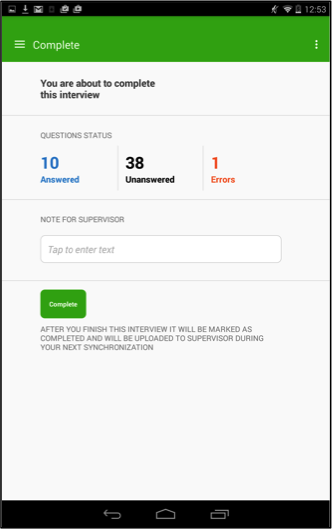 12:53
Complete
You are about to complete
this interview
QUESTIONS STATUS
10
Answered
38
Unanswered
1
Errors
NOTE FOR SUPERVISOR
Tap to enter text
Complete
AFTER YOU FINISH THIS INTERVIEW IT WILL BE MARKED AS
COMPLETED AND WILL BE UPLOADED TO SUPERVISOR DURING
YOUR NEXT SYNCHRONIZATION